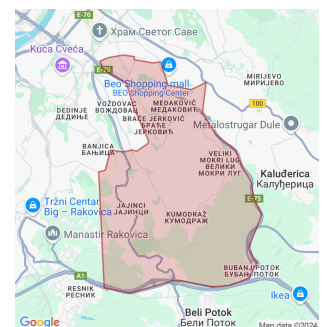 E-70
Храм Светог Саве
Kuća Cveća
E-75
Beo Shopping mall
BEO Shopping Center
MIRIJEVO
МИРИЈЕВО
VOŽDOVAC
ВОЖДОВАЦ
MEDAKOVIĆ
МЕДАКОВИЋ
100
DEDINJE
ДЕДИЊЕ
BRAĆE JERKOVIĆ
БРАЋЕ
ЈЕРКОВИЋ
Metalostrugar Dule
BANJICA
БАЊИЦА
VELIKI
MOKRI LUG
ВЕЛИКИ
МОКРИ ЛУГ
Kaluđerica
Калуђерица
E-75
Tržni Centar
Big – Rakovica
JAJINCI
ЈАЈИНЦИ
KUMODRAŽ
КУМОДРАЖ
Manastir Rakovica
A1
BUBANJ POTOK
БУБАЊ ПОТОК
RESNIK
РЕСНИК
Ikea
Beli Potok
Бели Поток
Google
Map data ©2024